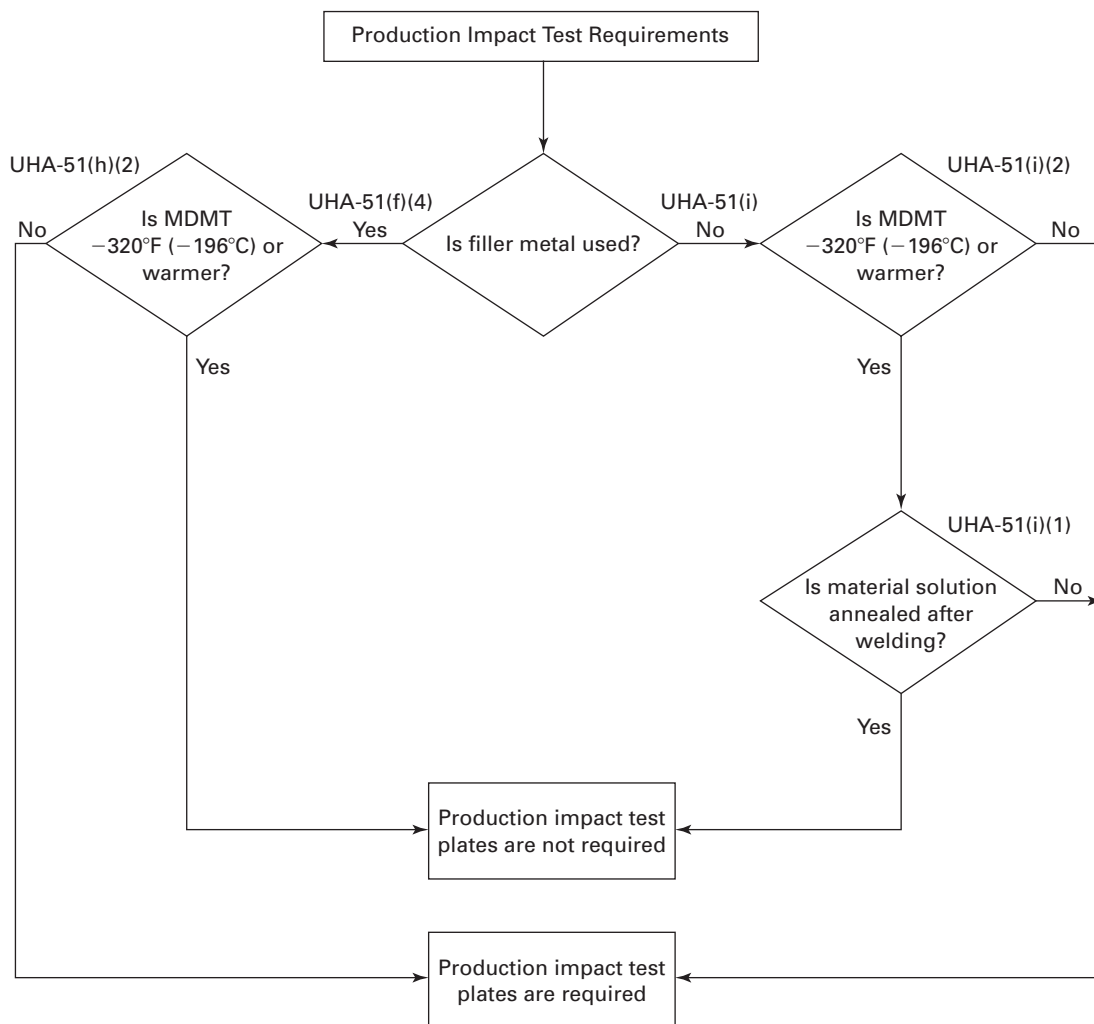 Production Impact Test Requirements
UHA-51(h)(2)
UHA-51(i)(2)
No
Is MDMT
−320°F (−196°C) or
warmer?
UHA-51(f)(4)
Yes
Is filler metal used?
UHA-51(i)
No
Is MDMT
−320°F (−196°C) or
warmer?
No
Yes
Yes
UHA-51(i)(1)
Is material solution
annealed after
welding?
No
Yes
Production impact test
plates are not required
Production impact test
plates are required